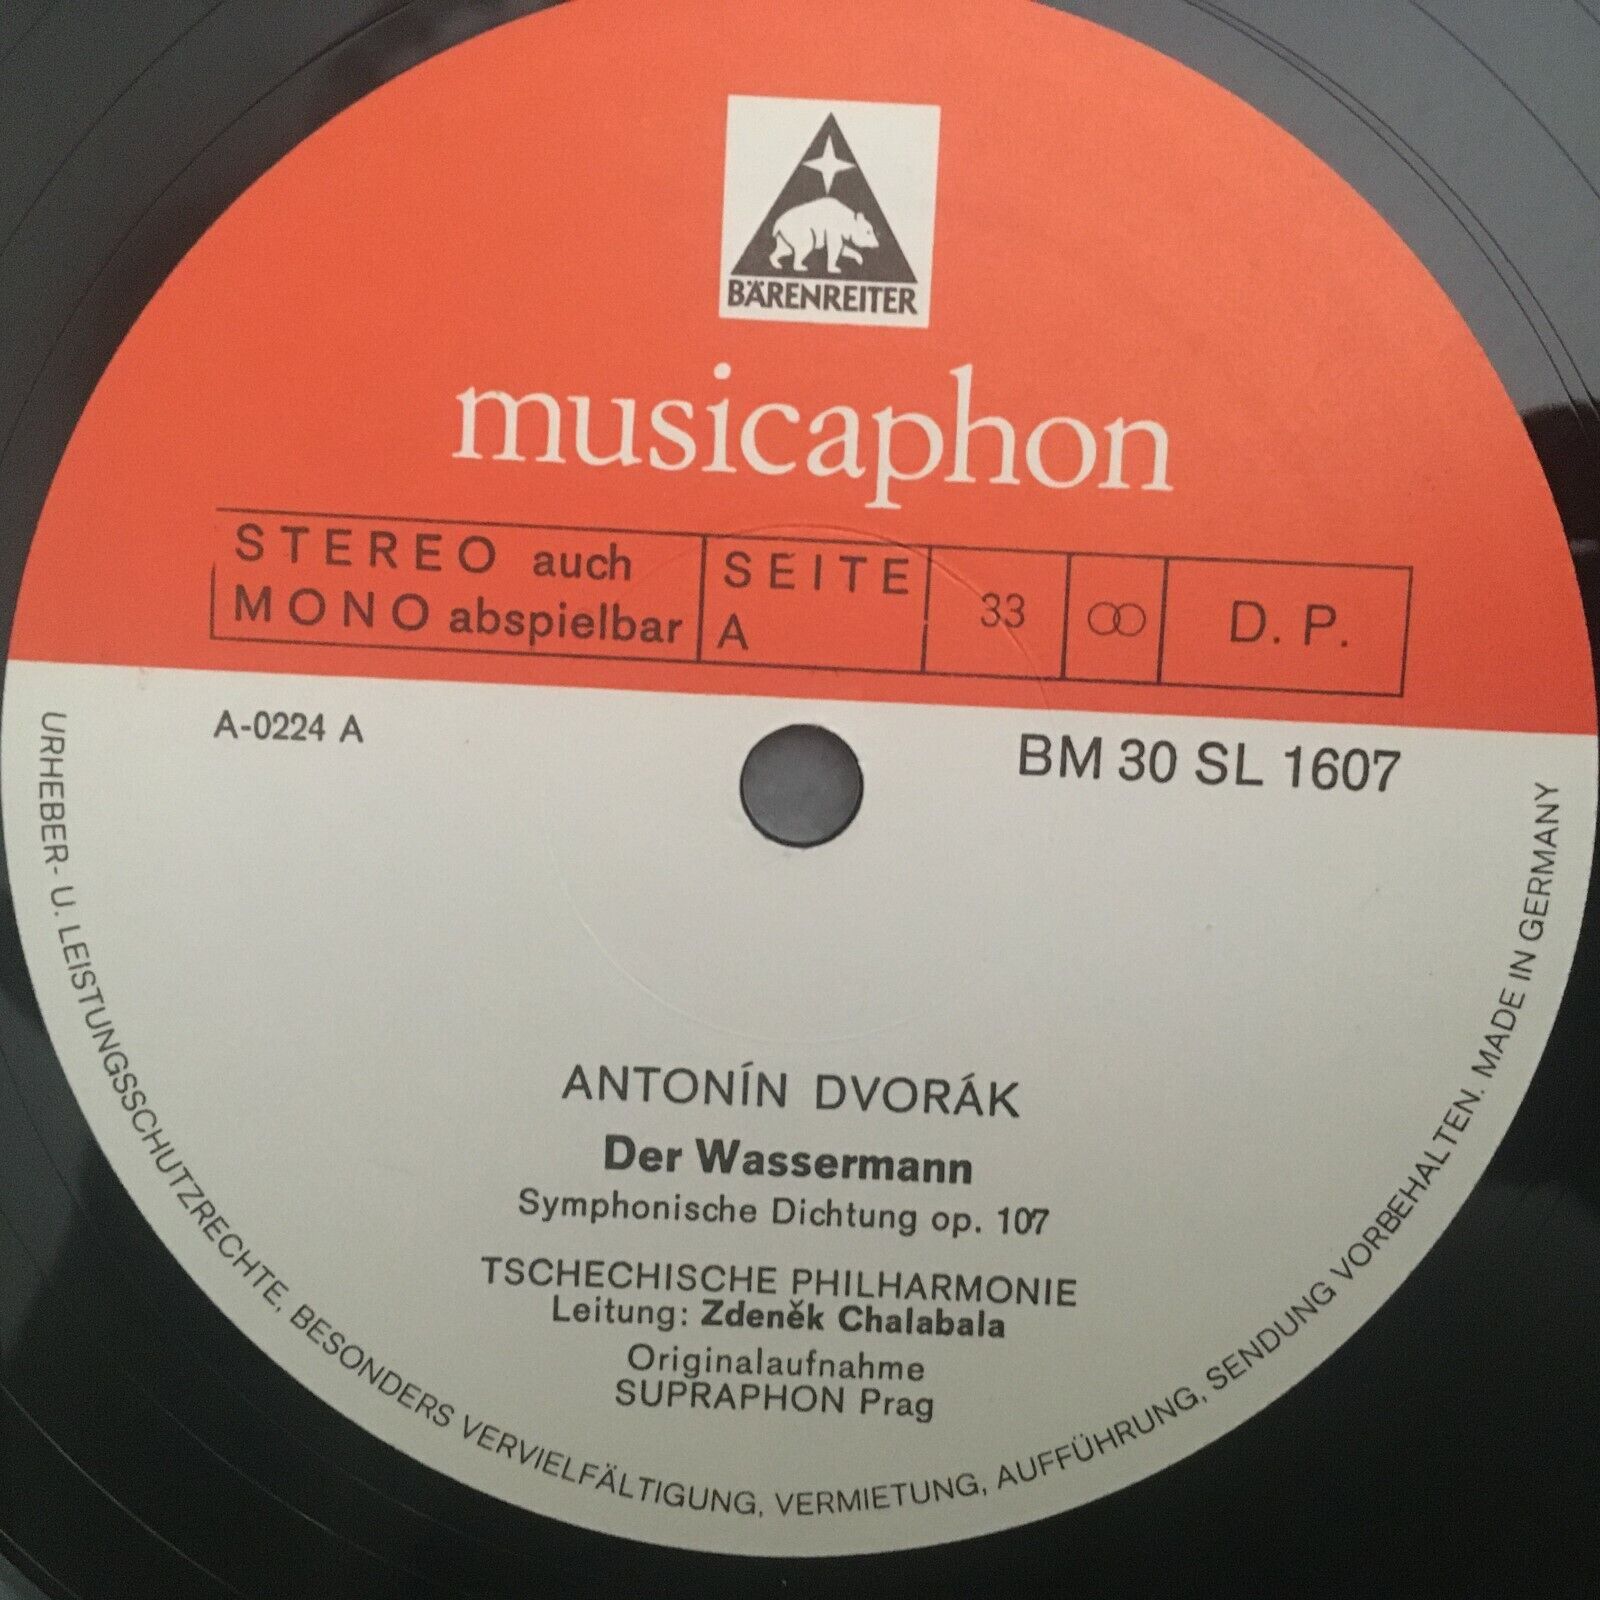 BÄRENREITER
musicaphon
STEREO auch
MONO abspielbar
SEITE
A
33
D. P.
A-0224 A
BM 30 SL 1607
ANTONÍN DVORÁK
Der Wassermann
Symphonische Dichtung op. 107
TSCHECHISCHE PHILHARMONIE
Leitung: Zdeněk Chalabala
Originalaufnahme
SUPRAPHON Prag
URHEBER- U. LEISTUNGSSCHUTZRECHTE, BESONDERS VERVIELFÄLTIGUNG, VERMIETUNG, AUFFÜHRUNG, SENDUNG VORBEHALTEN. MADE IN GERMANY